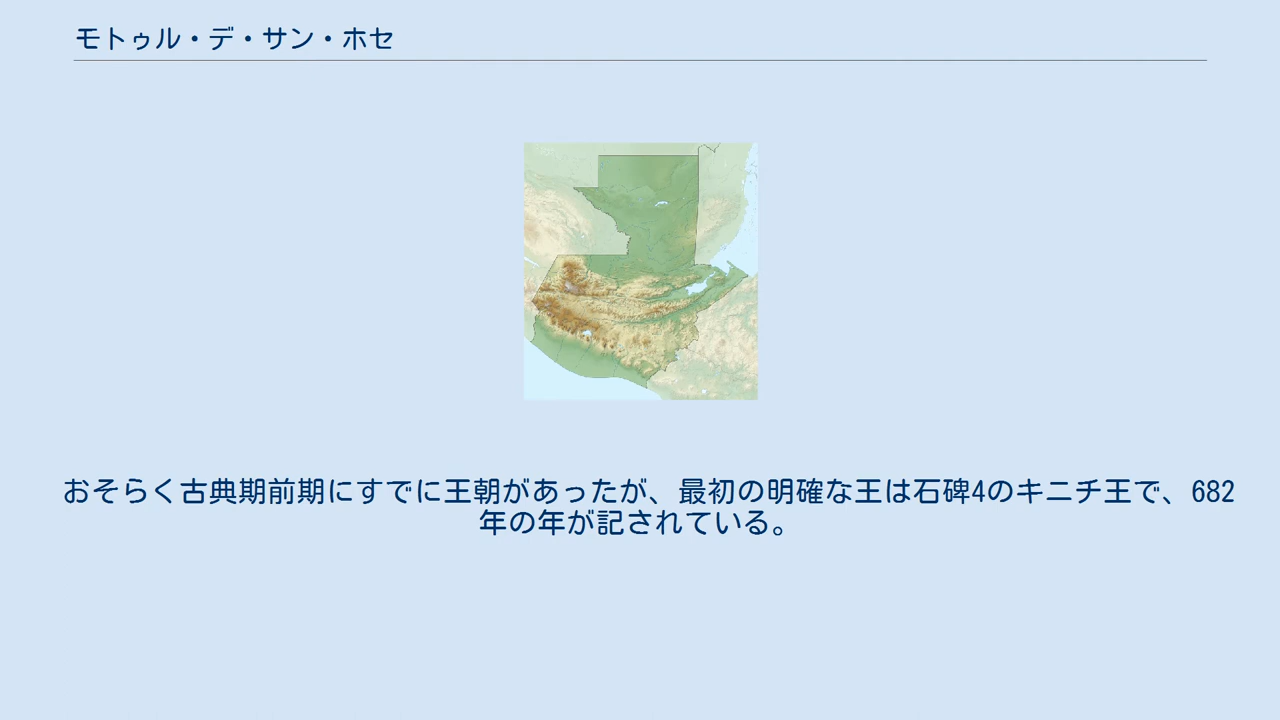 モトゥル・デ・サン・ホセ
おそらく古典期前期にすでに王朝があったが、最初の明確な王は石碑4のキニチ王で、682
年の年が記されている。